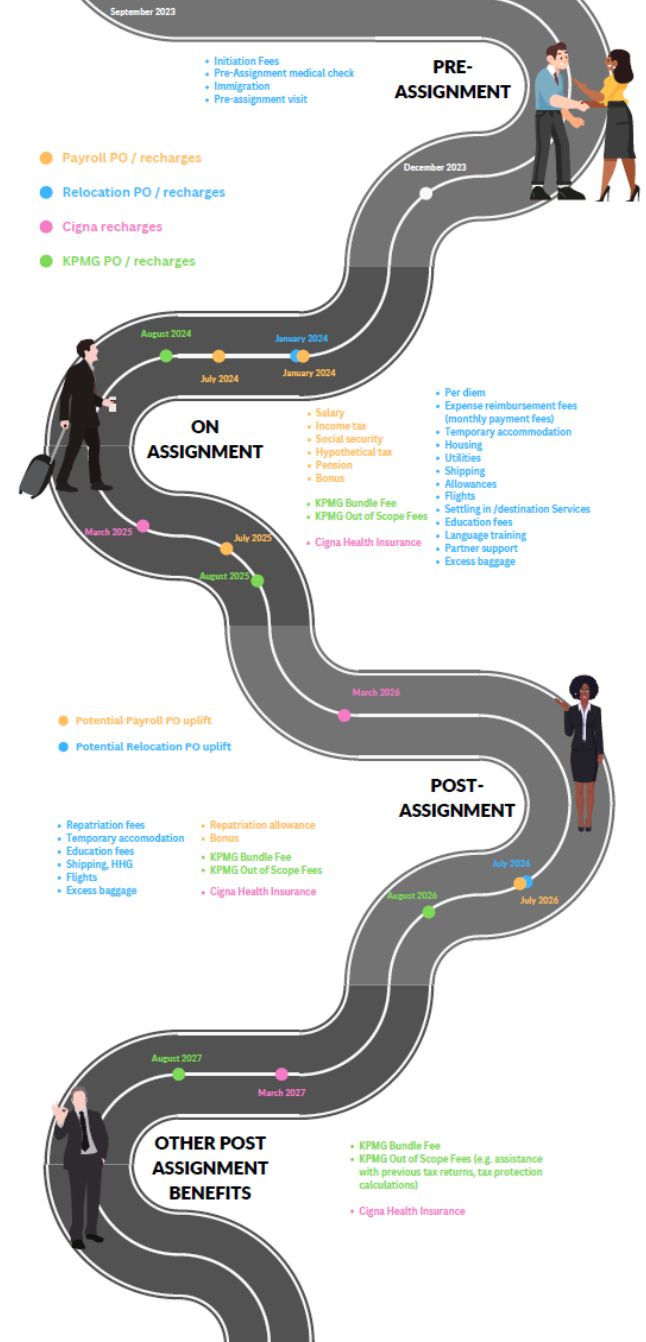 September 2023
PRE-
ASSIGNMENT
Initiation Fees
Pre-Assignment medical check
Immigration
Pre-assignment visit
Payroll PO / recharges
Relocation PO / recharges
Cigna recharges
KPMG PO / recharges
December 2023
August 2024
January 2024
July 2024
January 2024
ON
ASSIGNMENT
Salary
Income tax
Social security
Hypothetical tax
Pension
Bonus
KPMG Bundle Fee
KPMG Out of Scope Fees
Cigna Health Insurance
Per diem
Expense reimbursement fees
(monthly payment fees)
Temporary accommodation
Housing
Utilities
Shipping
Allowances
Flights
Settling in /destination Services
Education fees
Language training
Partner support
Excess baggage
March 2025
July 2025
August 2025
March 2026
Potential Payroll PO uplift
Potential Relocation PO uplift
POST-
ASSIGNMENT
Repatriation fees
Temporary accomodation
Education fees
Shipping, HHG
Flights
Excess baggage
Repatriation allowance
Bonus
KPMG Bundle Fee
KPMG Out of Scope Fees
Cigna Health Insurance
July 2026
July 2026
August 2026
August 2027
March 2027
OTHER POST
ASSIGNMENT
BENEFITS
KPMG Bundle Fee
KPMG Out of Scope Fees (e.g. assistance
with previous tax returns, tax protection
calculations)
Cigna Health Insurance